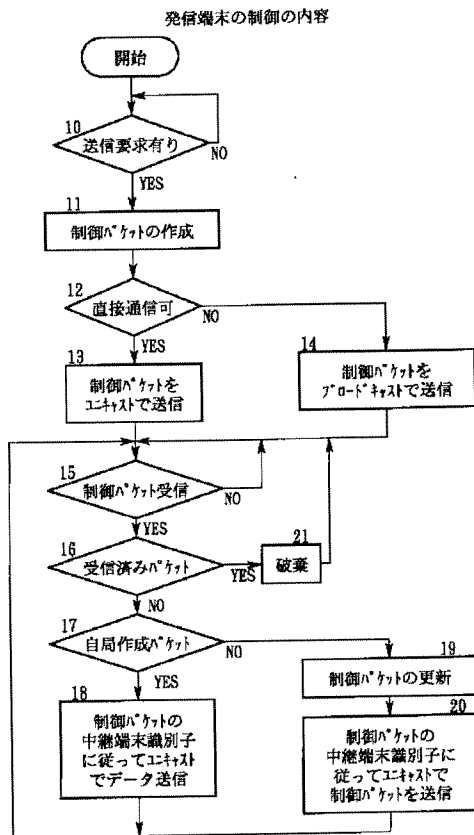 発信端末の制御の内容
開始
10
送信要求有り
NO
YES
11
制御パケットの作成
12
直接通信可
NO
YES
13
制御パケットを
ユニキャストで送信
14
制御パケットを
ブロードキャストで送信
15
制御パケット受信
NO
YES
16
受信済みパケット
YES
21
破棄
NO
17
自局作成パケット
NO
YES
18
制御パケットの
中継端末識別子
に従ってユニキャスト
でデータ送信
19
制御パケットの更新
20
制御パケットの
中継端末識別子に
従ってユニキャストで
制御パケットを送信